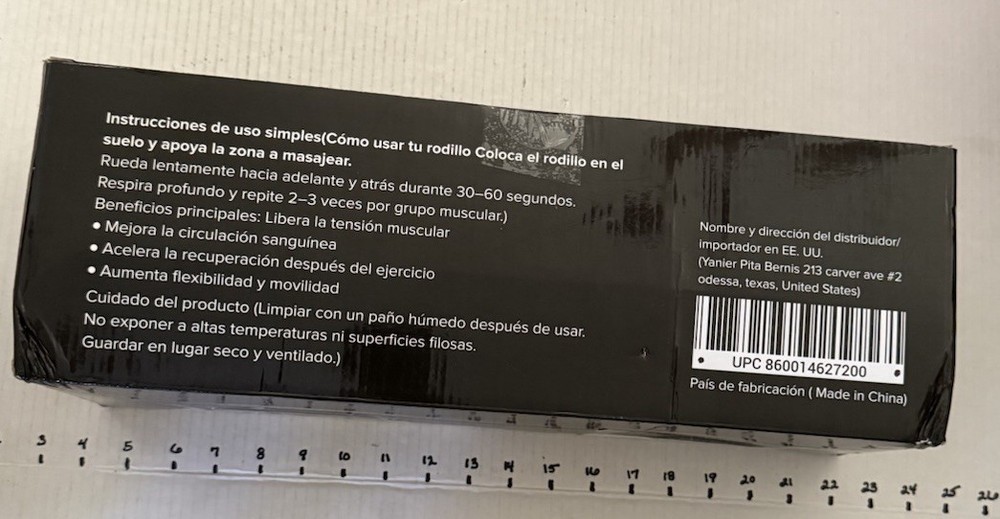 Instrucciones de uso simples(Cómo usar tu rodillo Coloca el rodillo en el
suelo y apoya la zona a masajear.
Rueda lentamente hacia adelante y atrás durante 30–60 segundos.
Respira profundo y repite 2–3 veces por grupo muscular.)
Beneficios principales: Libera la tensión muscular
• Mejora la circulación sanguínea
• Acelera la recuperación después del ejercicio
• Aumenta flexibilidad y movilidad
Cuidado del producto (Limpiar con un paño húmedo después de usar.
No exponer a altas temperaturas ni superficies filosas.
Guardar en lugar seco y ventilado.)
Nombre y dirección del distribuidor/
importador en EE. UU.
(Yanier Pita Bernis 213 carver ave #2
odessa, texas, United States)
UPC 860014627200
País de fabricación ( Made in China)
3 4 5 6 7 8 9 10 11 12 13 14 15 16 17 18 19 20 21 22 23 24 25 26